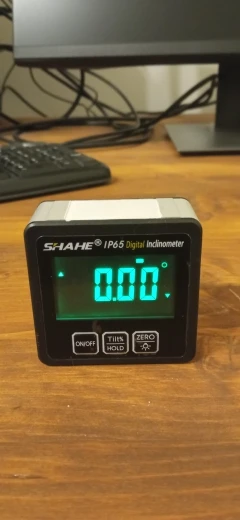 SHAHE® IP65 Digital Inclinometer
0.00°
ON/OFF Tilt% ZERO
HOLD